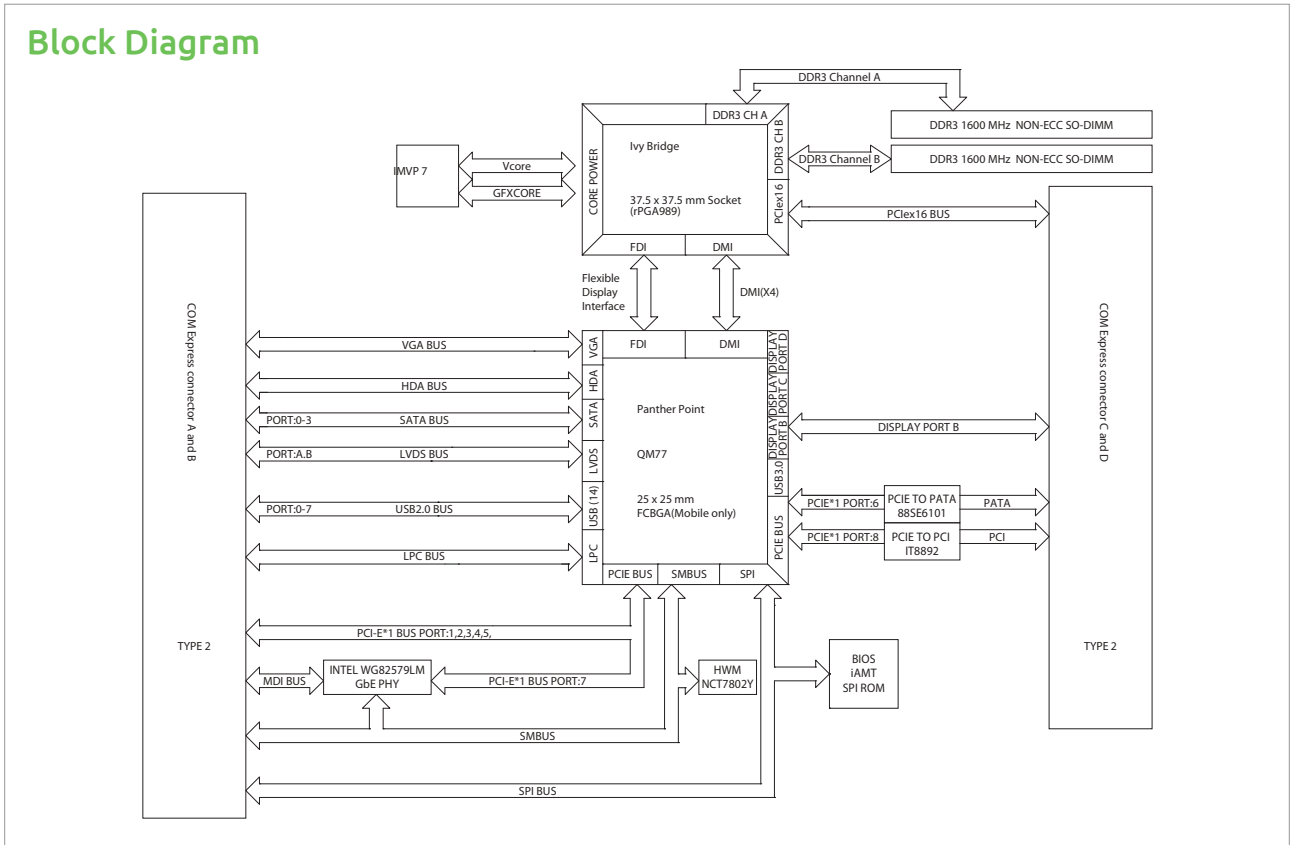 Block Diagram
DDR3 Channel A
DDR3 CH A
DDR3 1600 MHz NON-ECC SO-DIMM
Ivy Bridge
DDR3 CH B
DDR3 Channel B
DDR3 1600 MHz NON-ECC SO-DIMM
IMVP 7
Vcore
GFXCORE
CORE POWER
37.5 x 37.5 mm Socket
(rPGA989)
PCIex16
PCIex16 BUS
FDI
DMI
Flexible
Display
Interface
DMI(X4)
COM Express connector A and B
TYPE 2
COM Express connector C and D
TYPE 2
VGA BUS
VGA
FDI
DMI
DISPLAY
PORT D
HDA BUS
HDA
DISPLAY
PORT C
PORT:0-3
SATA BUS
SATA
Panther Point
DISPLAY
PORT B
DISPLAY PORT B
PORT:A.B
LVDS BUS
LVDS
QM77
USB3.0
PORT:0-7
USB2.0 BUS
USB (14)
25 x 25 mm
FCBGA(Mobile only)
PCIE BUS
PCIE*1 PORT:6
PCIE TO PATA
88SE6101
PATA
PCIE*1 PORT:8
PCIE TO PCI
IT8892
PCI
LPC BUS
LPC
PCIE BUS
SMBUS
SPI
PCI-E*1 BUS PORT:1,2,3,4,5,
MDI BUS
INTEL WG82579LM
GbE PHY
PCI-E*1 BUS PORT:7
HWM
NCT7802Y
BIOS
iAMT
SPI ROM
SMBUS
SPI BUS